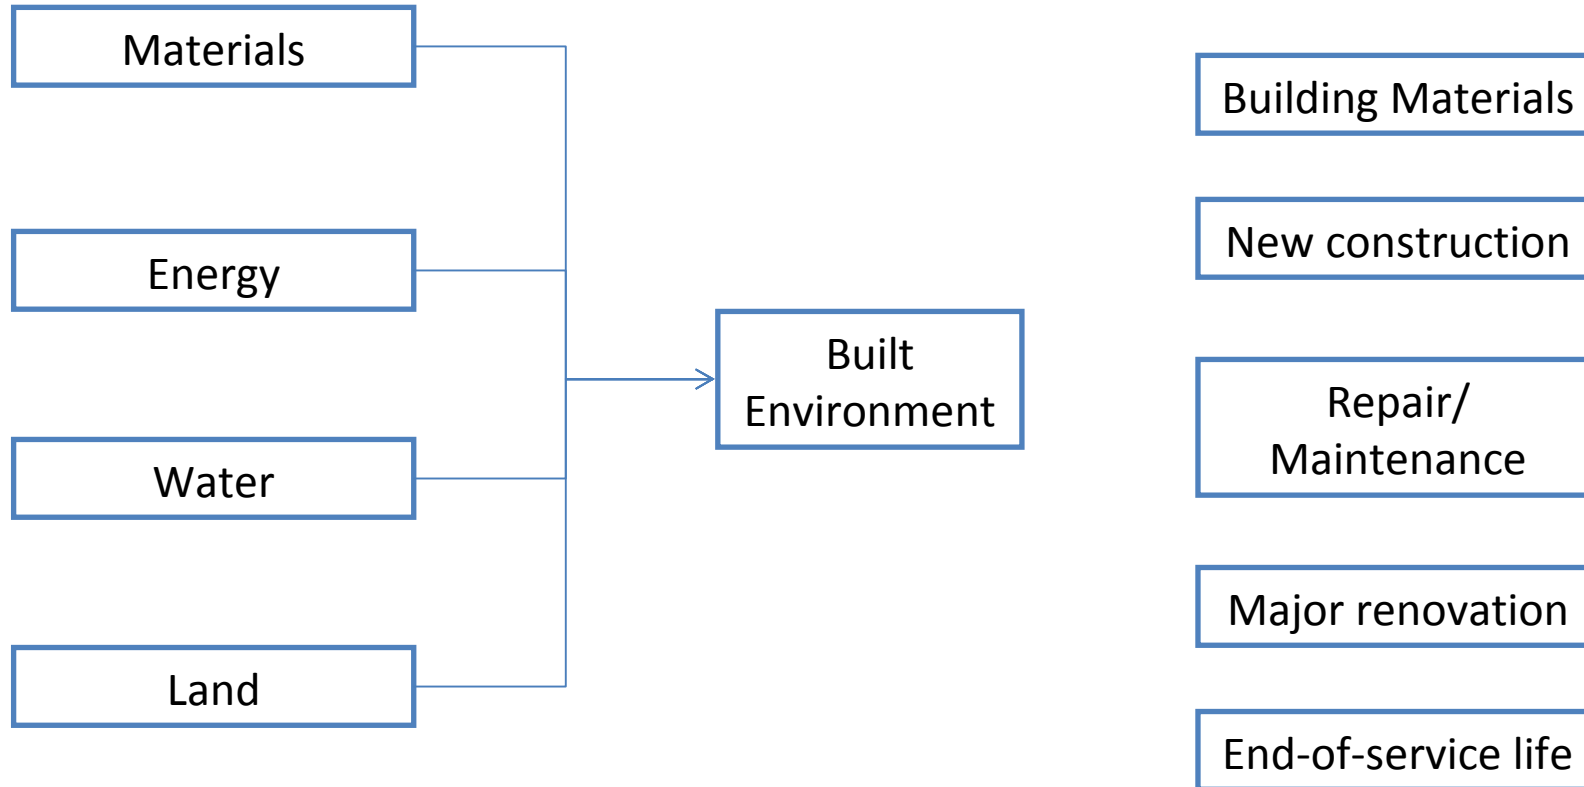 Materials
Energy
Water
Land
Built
Environment
Building Materials
New construction
Repair/
Maintenance
Major renovation
End-of-service life